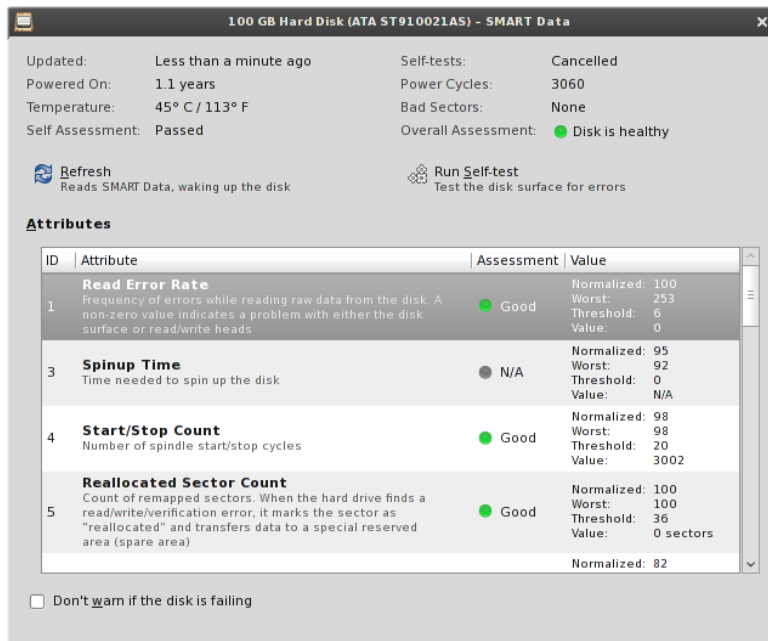 100 GB Hard Disk (ATA ST910021AS) – SMART Data
Updated: Less than a minute ago Self-tests: Cancelled
Powered On: 1.1 years Power Cycles: 3060
Temperature: 45° C / 113° F Bad Sectors: None
Self Assessment: Passed Overall Assessment: Disk is healthy
Refresh Run Self-test
Reads SMART Data, waking up the disk Test the disk surface for errors
Attributes
ID Attribute Assessment Value
1
Read Error Rate
Frequency of errors while reading raw data from the disk. A
non-zero value indicates a problem with either the disk
surface or read/write heads
Good
Normalized: 100
Worst: 253
Threshold: 6
Value: 0
3
Spinup Time
Time needed to spin up the disk
N/A
Normalized: 95
Worst: 92
Threshold: 0
Value: N/A
4
Start/Stop Count
Number of spindle start/stop cycles
Good
Normalized: 98
Worst: 98
Threshold: 20
Value: 3002
5
Reallocated Sector Count
Count of remapped sectors. When the hard drive finds a
read/write/verification error, it marks the sector as
"reallocated" and transfers data to a special reserved
area (spare area)
Good
Normalized: 100
Worst: 100
Threshold: 36
Value: 0 sectors
Normalized: 82
Don't warn if the disk is failing